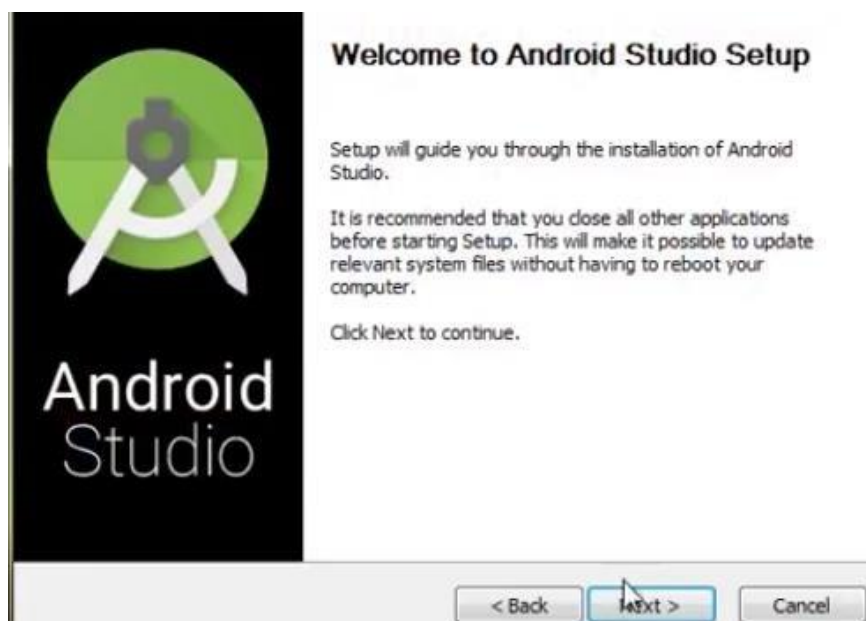 Welcome to Android Studio Setup
Setup will guide you through the installation of Android
Studio.
It is recommended that you close all other applications
before starting Setup. This will make it possible to update
relevant system files without having to reboot your
computer.
Click Next to continue.
Android
Studio
< Back
Next >
Cancel